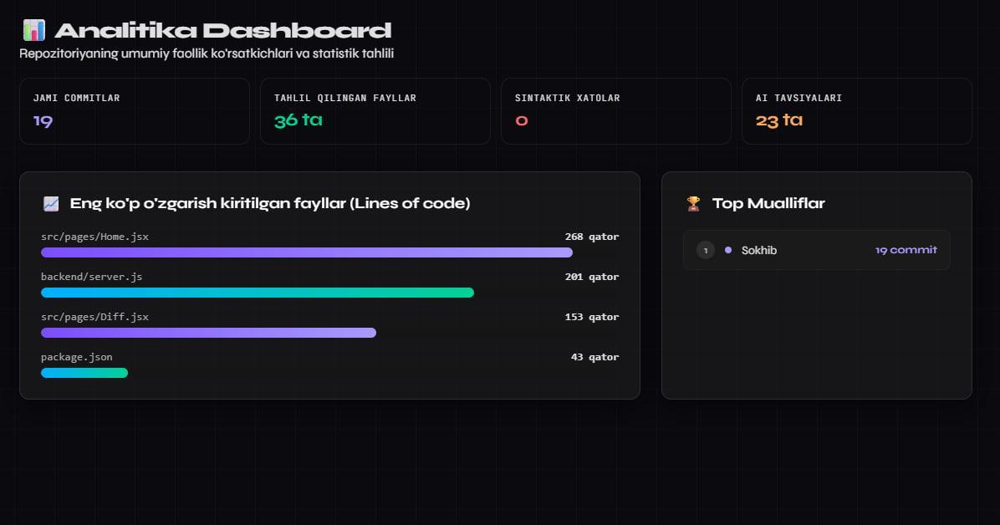 Analitika Dashboard
Repozitoriyaning umumiy faollik ko'rsatkichlari va statistik tahlili
JAMI COMMITLAR
19
TAHLIL QILINGAN FAYLLAR
36 ta
SINTAKTIK XATOLAR
0
AI TAVSIYALARI
23 ta
Eng ko'p o'zgarish kiritilgan fayllar (Lines of code)
src/pages/Home.jsx 268 qator
backend/server.js 201 qator
src/pages/Diff.jsx 153 qator
package.json 43 qator
Top Mualliflar
1 Sokhib 19 commit